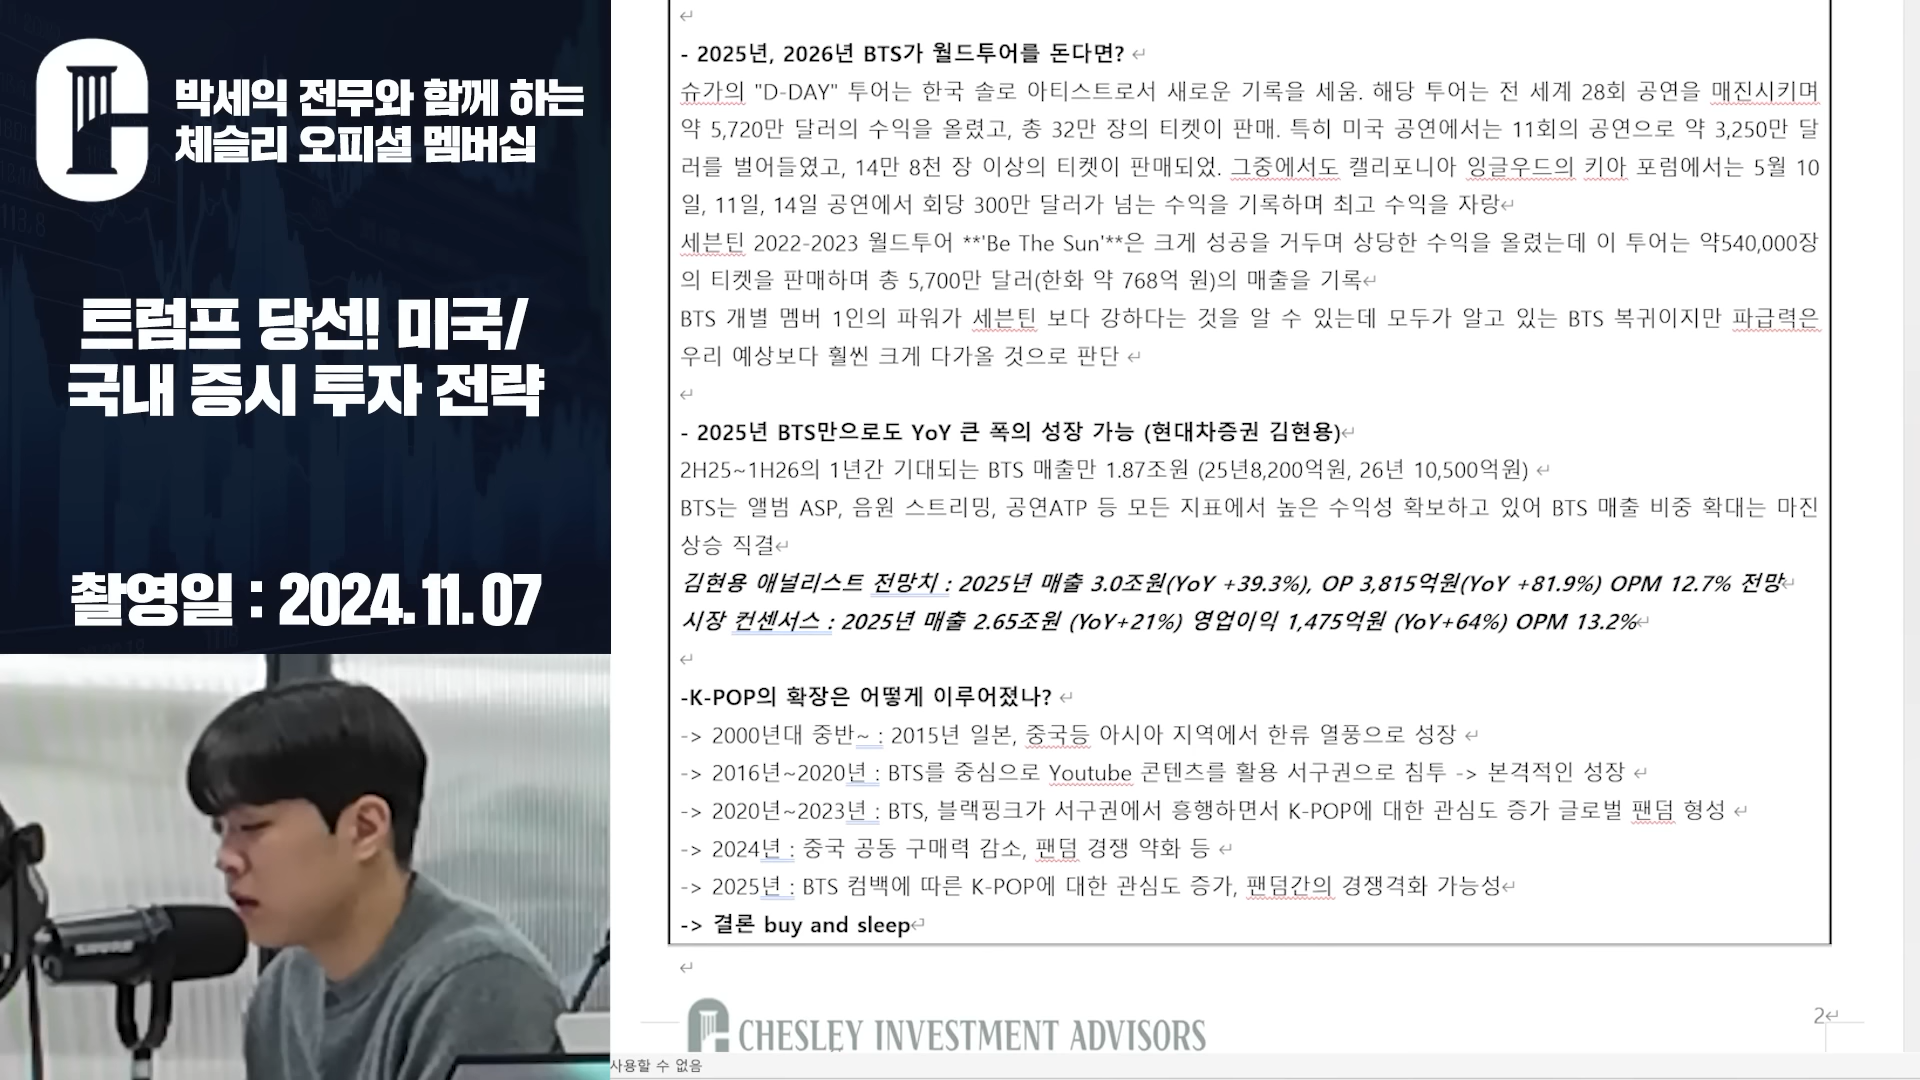 박세익 전무와 함께 하는
체슬리 오피셜 멤버십
트럼프 당선! 미국/
국내 증시 투자 전략
촬영일 : 2024. 11. 07
- 2025년, 2026년 BTS가 월드투어를 돈다면?
슈가의 "D-DAY" 투어는 한국 솔로 아티스트로서 새로운 기록을 세움. 해당 투어는 전 세계 28회 공연을 매진시키며
약 5,720만 달러의 수익을 올렸고, 총 32만 장의 티켓이 판매. 특히 미국 공연에서는 11회의 공연으로 약 3,250만 달
러를 벌어들였고, 14만 8천 장 이상의 티켓이 판매되었. 그중에서도 캘리포니아 잉글우드의 키아 포럼에서는 5월 10
일, 11일, 14일 공연에서 회당 300만 달러가 넘는 수익을 기록하며 최고 수익을 자랑
세븐틴 2022-2023 월드투어 **'Be The Sun'**은 크게 성공을 거두며 상당한 수익을 올렸는데 이 투어는 약540,000장
의 티켓을 판매하며 총 5,700만 달러(한화 약 768억 원)의 매출을 기록
BTS 개별 멤버 1인의 파워가 세븐틴 보다 강하다는 것을 알 수 있는데 모두가 알고 있는 BTS 복귀이지만 파급력은
우리 예상보다 훨씬 크게 다가올 것으로 판단
- 2025년 BTS만으로도 YoY 큰 폭의 성장 가능 (현대차증권 김현용)
2H25~1H26의 1년간 기대되는 BTS 매출만 1.87조원 (25년8,200억원, 26년 10,500억원)
BTS는 앨범 ASP, 음원 스트리밍, 공연ATP 등 모든 지표에서 높은 수익성 확보하고 있어 BTS 매출 비중 확대는 마진
상승 직결
김현용 애널리스트 전망치 : 2025년 매출 3.0조원(YoY +39.3%), OP 3,815억원(YoY +81.9%) OPM 12.7% 전망
시장 컨센서스 : 2025년 매출 2.65조원 (YoY+21%) 영업이익 1,475억원 (YoY+64%) OPM 13.2%
-K-POP의 확장은 어떻게 이루어졌나?
-> 2000년대 중반~ : 2015년 일본, 중국등 아시아 지역에서 한류 열풍으로 성장
-> 2016년~2020년 : BTS를 중심으로 Youtube 콘텐츠를 활용 서구권으로 침투 -> 본격적인 성장
-> 2020년~2023년 : BTS, 블랙핑크가 서구권에서 흥행하면서 K-POP에 대한 관심도 증가 글로벌 팬덤 형성
-> 2024년 : 중국 공동 구매력 감소, 팬덤 경쟁 약화 등
-> 2025년 : BTS 컴백에 따른 K-POP에 대한 관심도 증가, 팬덤간의 경쟁격화 가능성
-> 결론 buy and sleep
CHESLEY INVESTMENT ADVISORS
2
사용할 수 없음